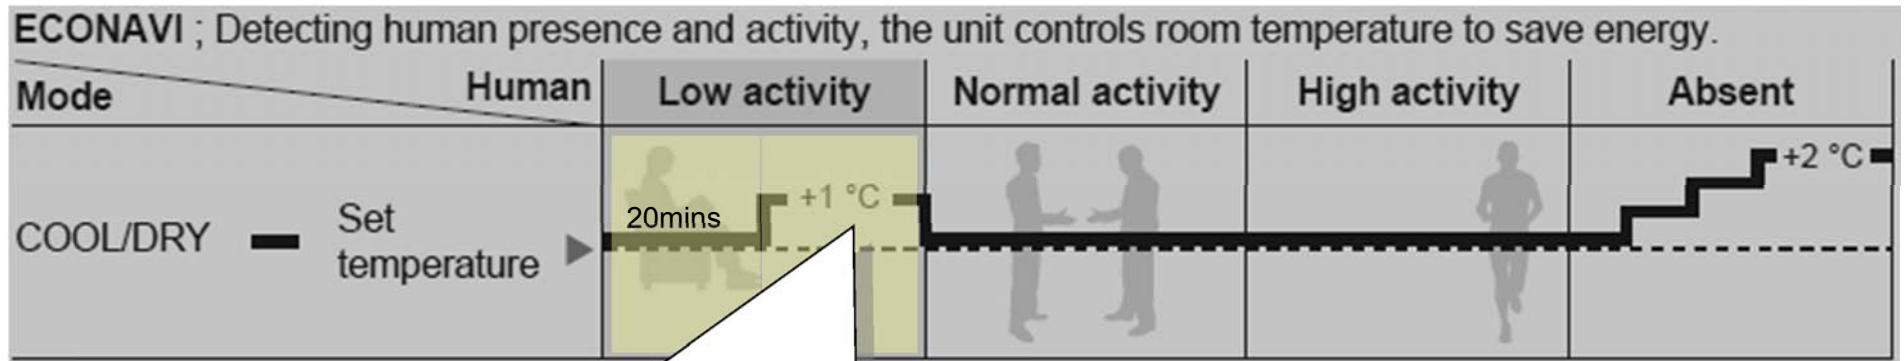 ECONAVI ; Detecting human presence and activity, the unit controls room temperature to save energy.
Mode
Human
Low activity
Normal activity
High activity
Absent
COOL/DRY
Set
temperature
20mins
+1 °C
+2 °C